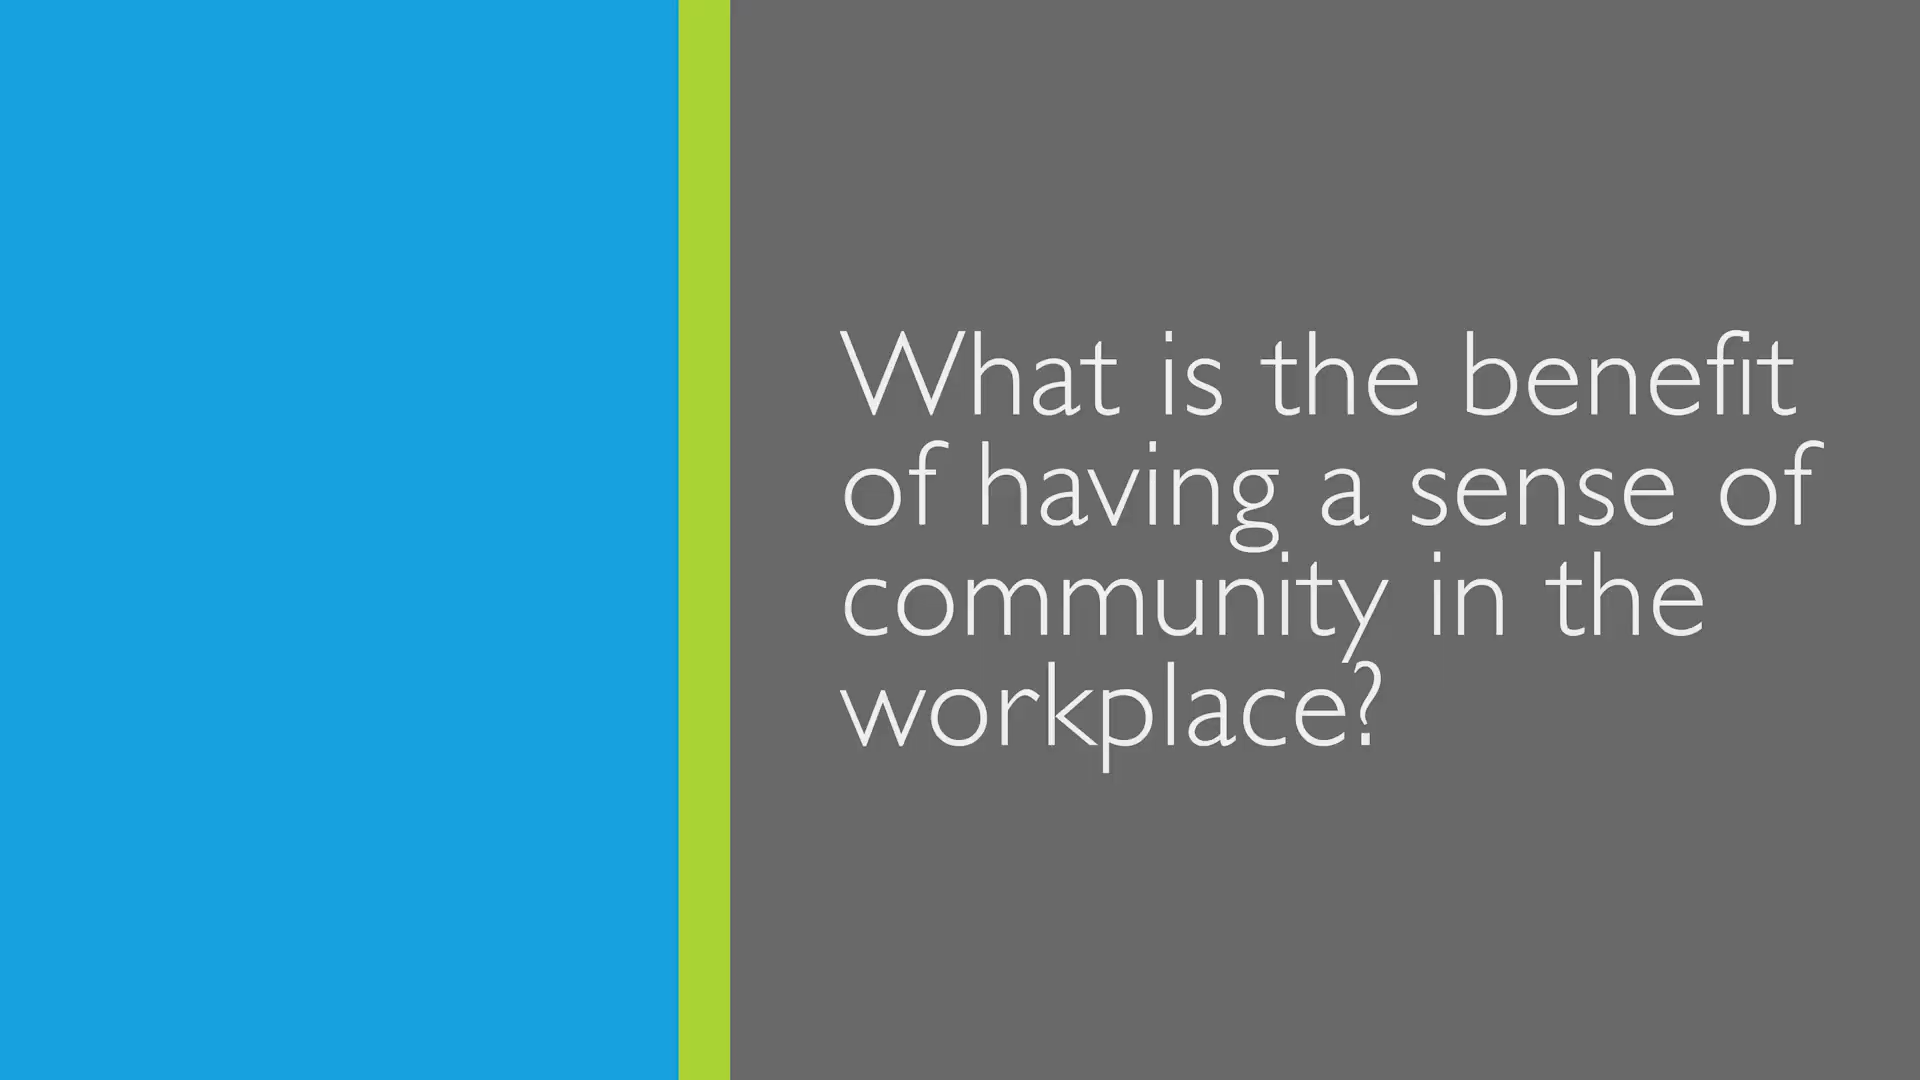 What is the benefit
of having a sense of
community in the
workplace?